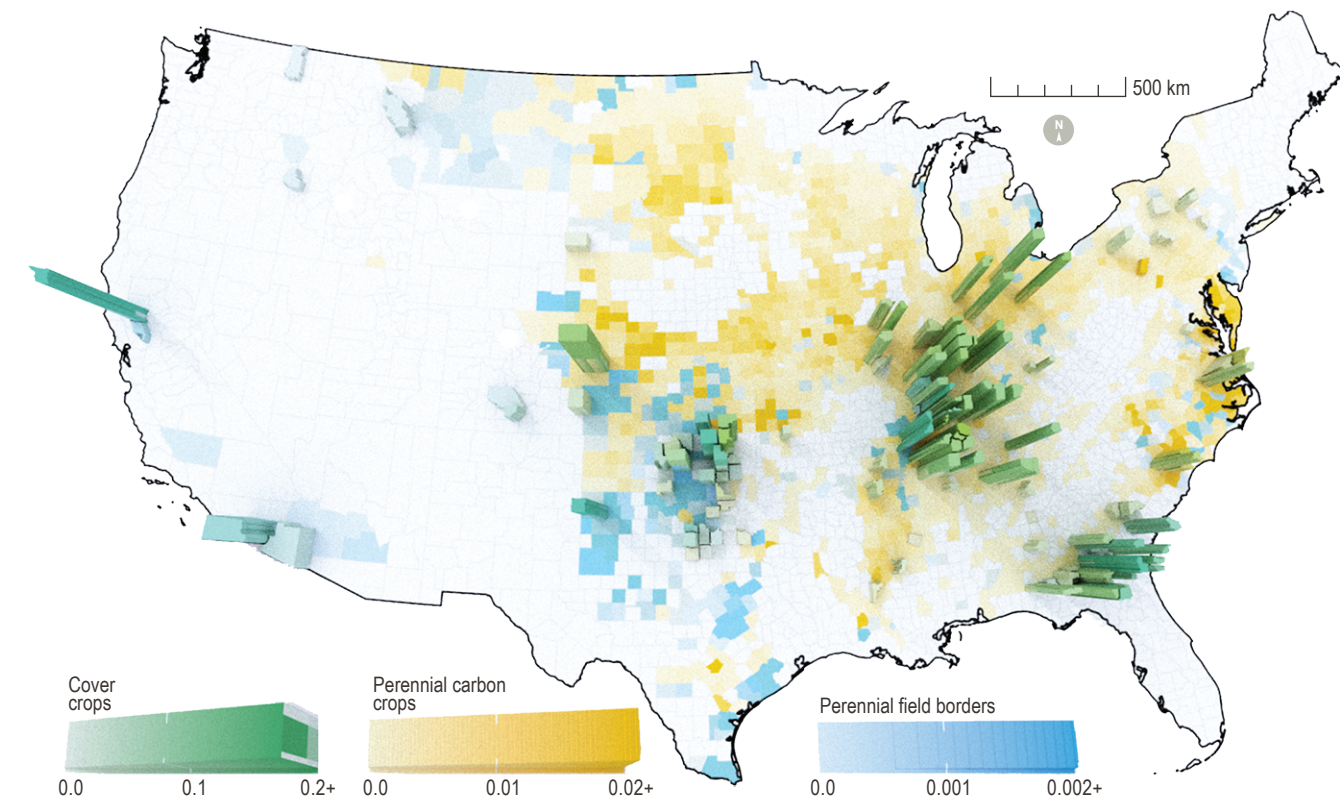 500 km
N
Cover
crops
0.0 0.1 0.2+
Perennial carbon
crops
0.0 0.01 0.02+
Perennial field borders
0.0 0.001 0.002+